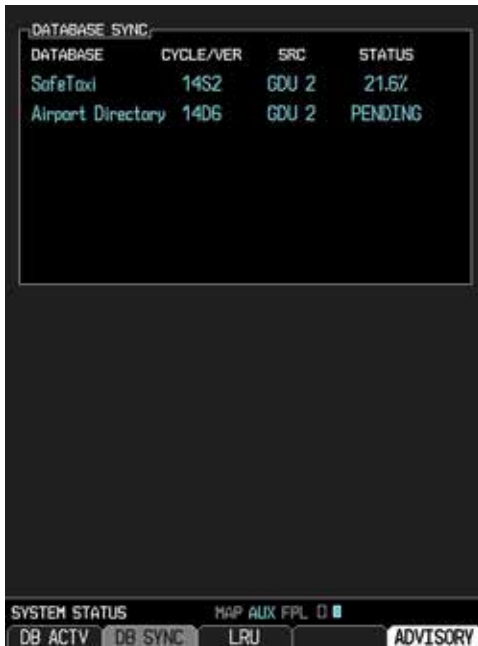 DATABASE SYNC
DATABASE CYCLE/VER SRC STATUS
SafeTaxi 14S2 GDU 2 21.6%
Airport Directory 14D6 GDU 2 PENDING
SYSTEM STATUS MAP AUX FPL
DB ACTV DB SYNC LRU ADVISORY